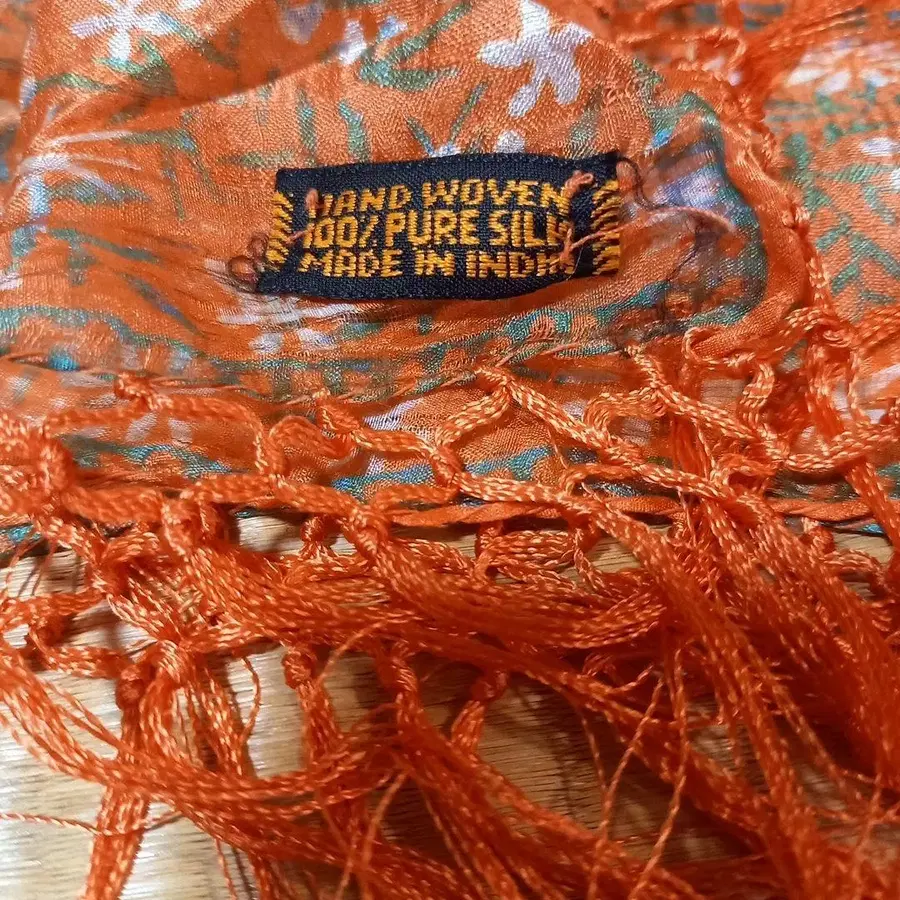 HAND WOVEN
100% PURE SILK
MADE IN INDIA